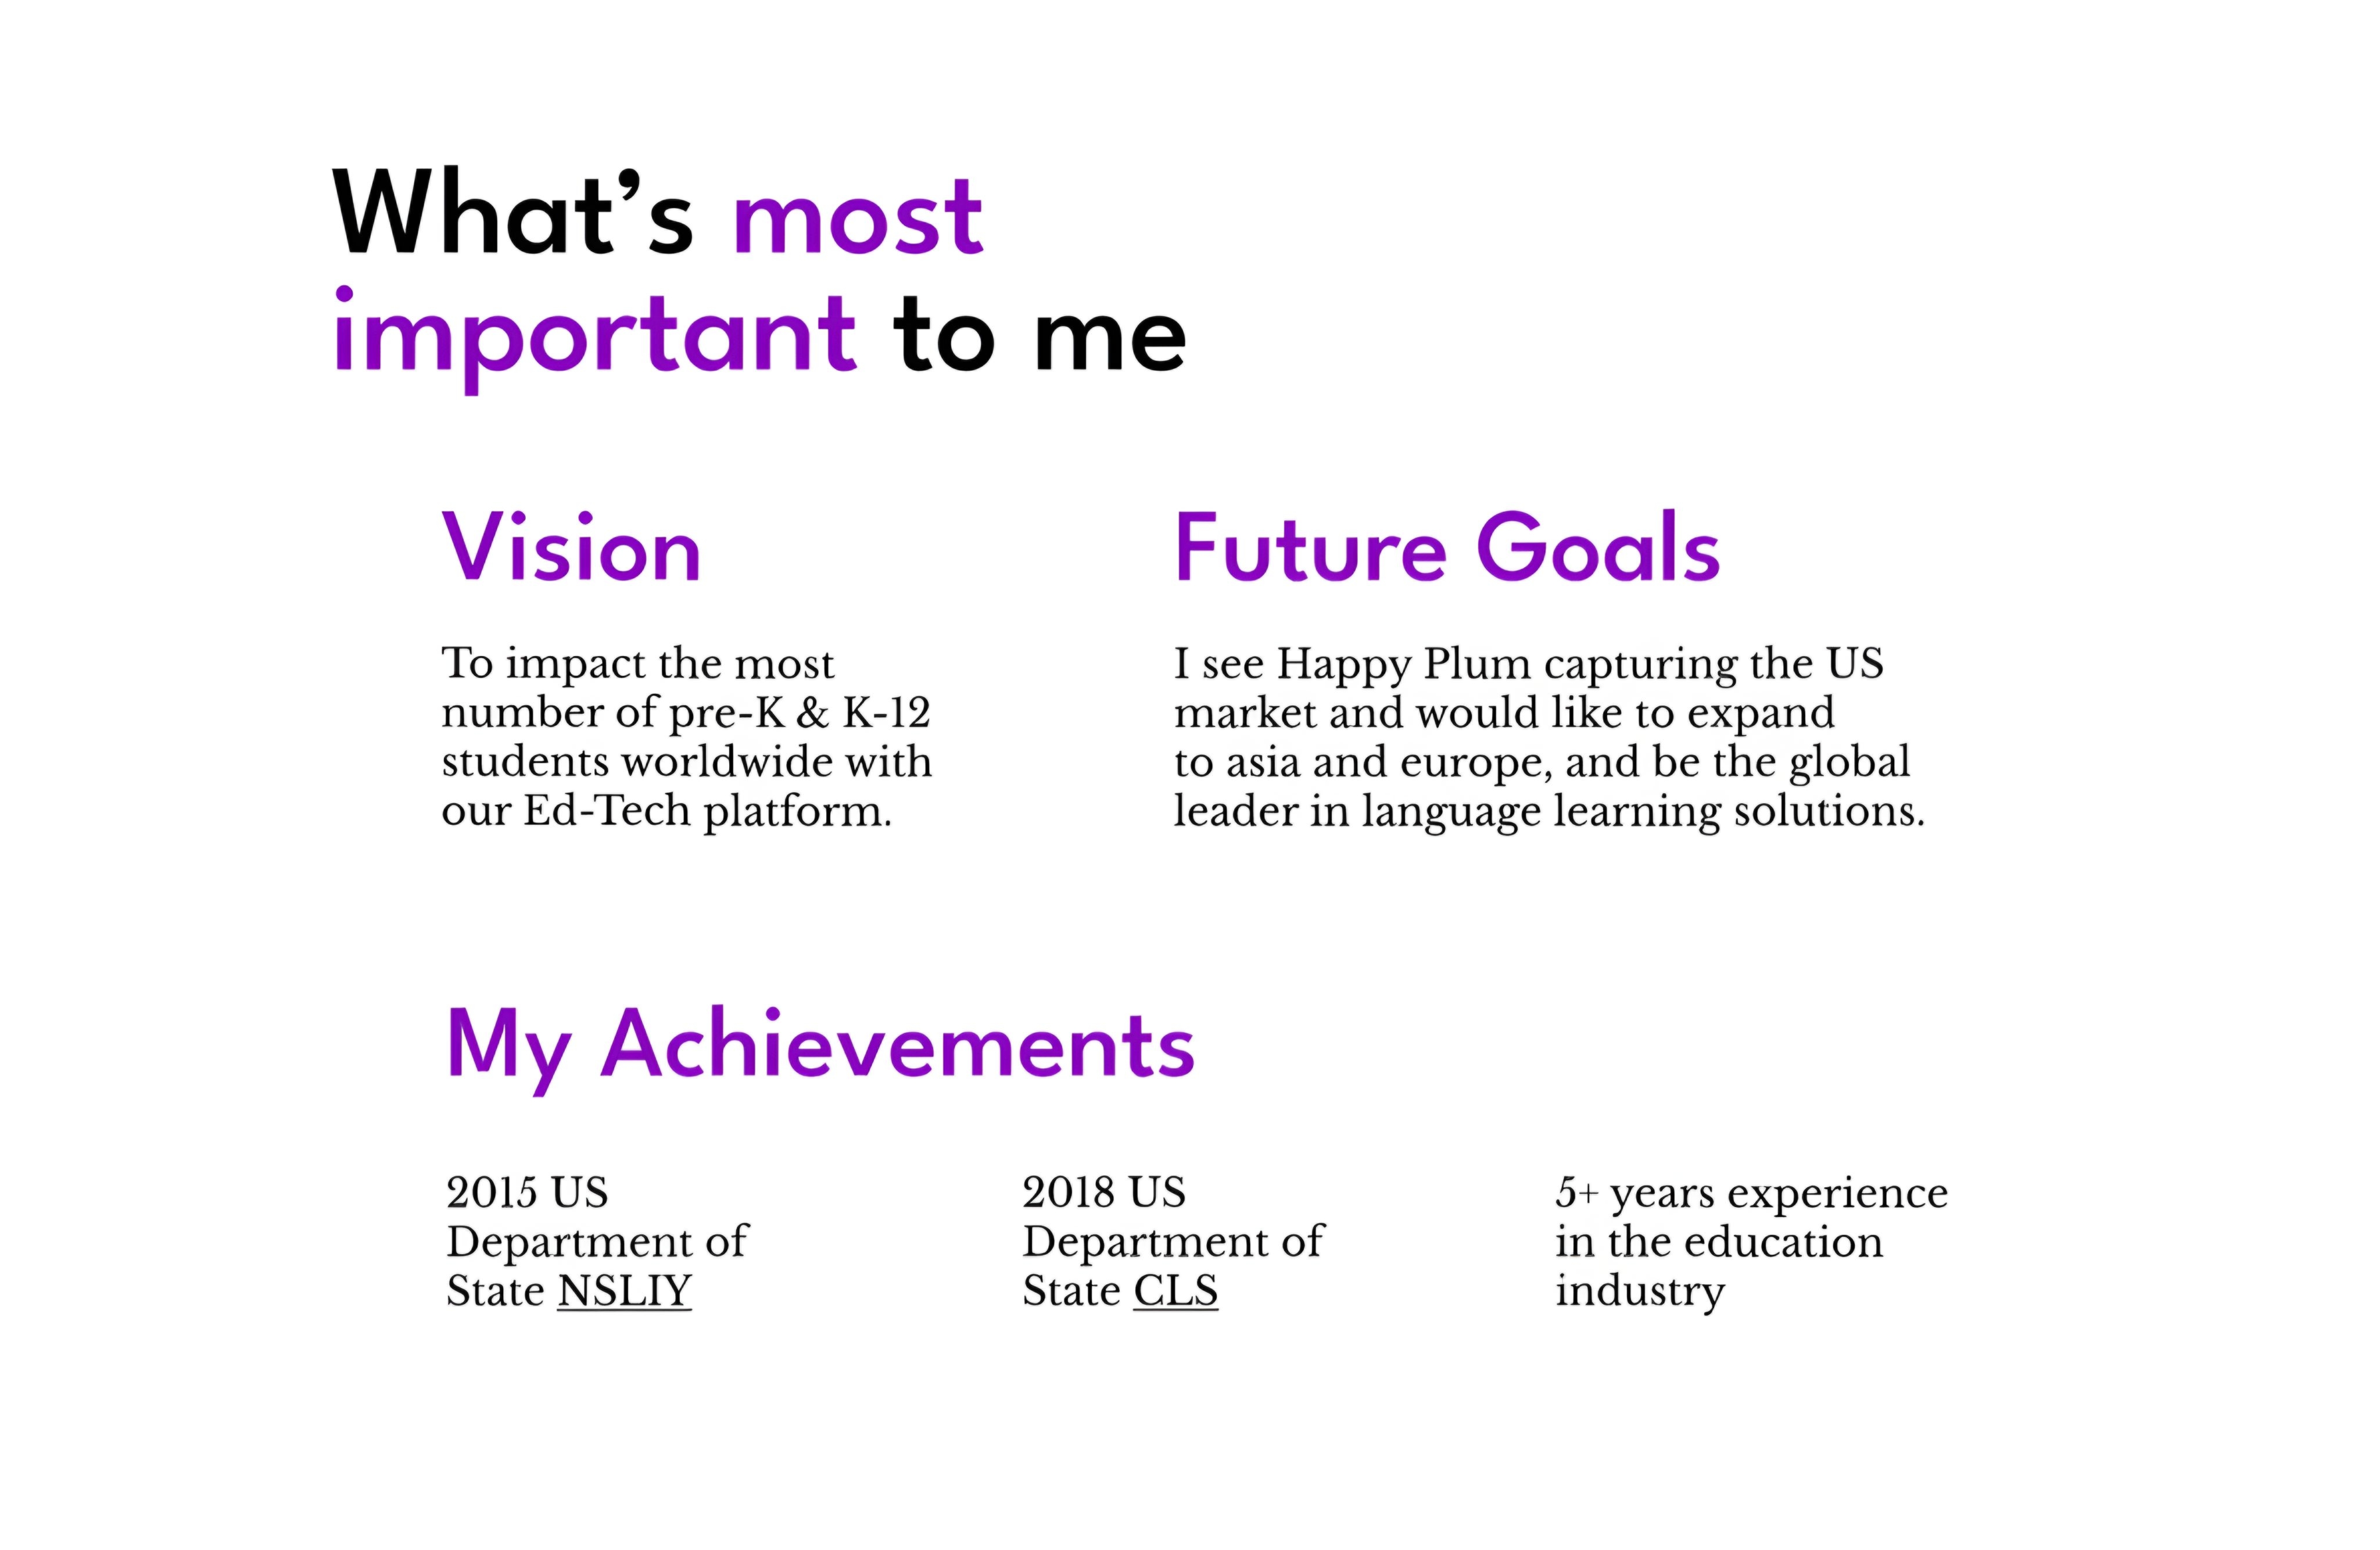 What’s most
important to me
Vision
To impact the most
number of pre-K & K-12
students worldwide with
our Ed-Tech platform.
Future Goals
I see Happy Plum capturing the US
market and would like to expand
to asia and europe, and be the global
leader in language learning solutions.
My Achievements
2015 US
Department of
State NSLIY
2018 US
Department of
State CLS
5+ years experience
in the education
industry